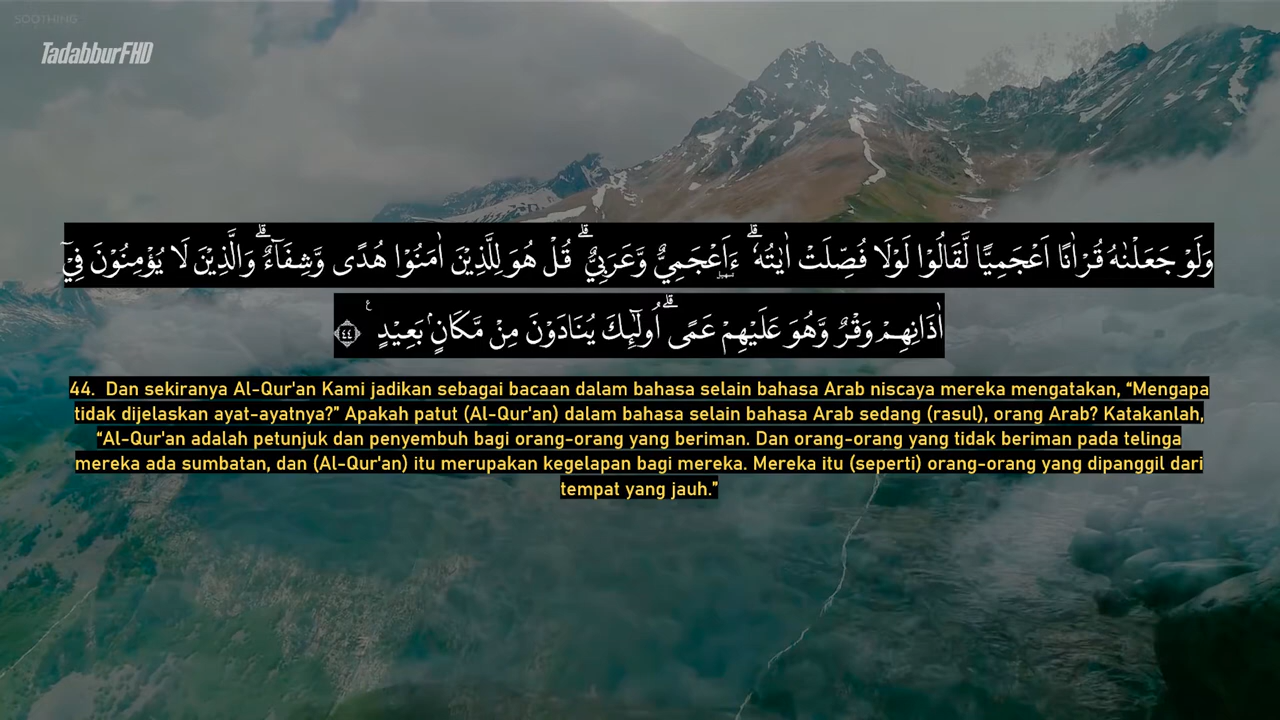 SOOTHING
TadabburFHD
وَلَوْ جَعَلْنٰهُ قُرْاٰنًا اَعْجَمِيًّا لَّقَالُوْا لَوْلَا فُصِّلَتْ اٰيٰتُهٗ ۗ ءَاَعْجَمِيٌّ وَّعَرَبِيٌّ ۗ قُلْ هُوَ لِلَّذِيْنَ اٰمَنُوْا هُدًى وَّشِفَاۤءٌ ۗ وَالَّذِيْنَ لَا يُؤْمِنُوْنَ فِيْٓ
اٰذَانِهِمْ وَقْرٌ وَّهُوَ عَلَيْهِمْ عَمًى ۗ اُولٰۤىِٕكَ يُنَادَوْنَ مِنْ مَّكَانٍۢ بَعِيْدٍ ࣖ ٤٤
44. Dan sekiranya Al-Qur'an Kami jadikan sebagai bacaan dalam bahasa selain bahasa Arab niscaya mereka mengatakan, “Mengapa
tidak dijelaskan ayat-ayatnya?” Apakah patut (Al-Qur'an) dalam bahasa selain bahasa Arab sedang (rasul), orang Arab? Katakanlah,
“Al-Qur'an adalah petunjuk dan penyembuh bagi orang-orang yang beriman. Dan orang-orang yang tidak beriman pada telinga
mereka ada sumbatan, dan (Al-Qur'an) itu merupakan kegelapan bagi mereka. Mereka itu (seperti) orang-orang yang dipanggil dari
tempat yang jauh.”